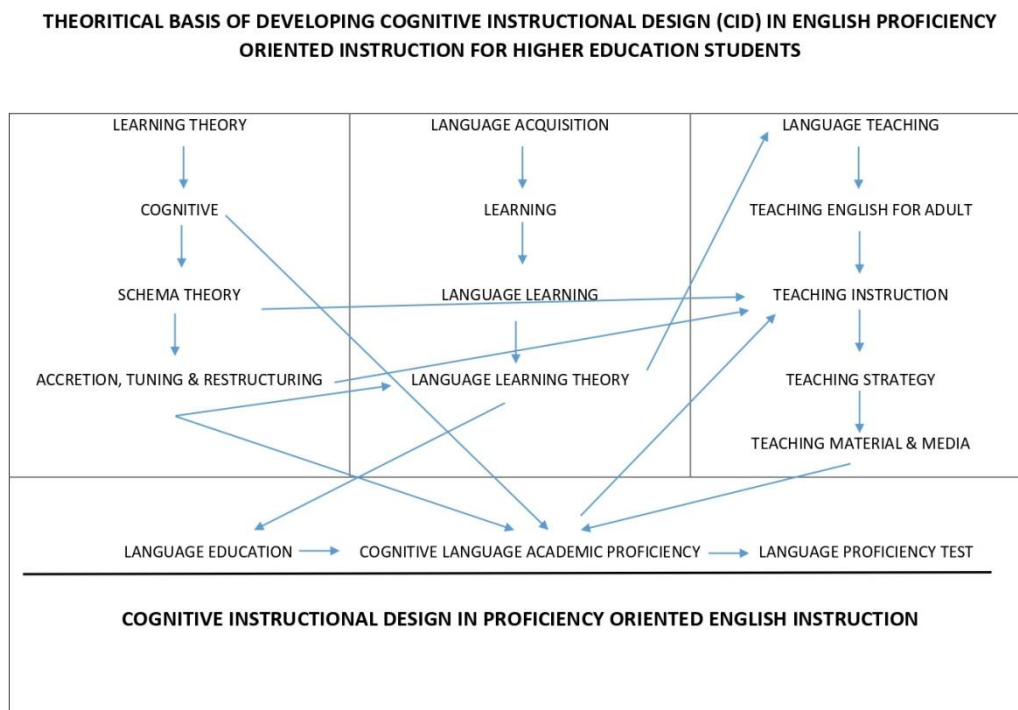 THEORITICAL BASIS OF DEVELOPING COGNITIVE INSTRUCTIONAL DESIGN (CID) IN ENGLISH PROFICIENCY
ORIENTED INSTRUCTION FOR HIGHER EDUCATION STUDENTS
LEARNING THEORY
COGNITIVE
SCHEMA THEORY
ACCRETION, TUNING & RESTRUCTURING
LANGUAGE ACQUISITION
LEARNING
LANGUAGE LEARNING
LANGUAGE LEARNING THEORY
LANGUAGE TEACHING
TEACHING ENGLISH FOR ADULT
TEACHING INSTRUCTION
TEACHING STRATEGY
TEACHING MATERIAL & MEDIA
LANGUAGE EDUCATION
COGNITIVE LANGUAGE ACADEMIC PROFICIENCY
LANGUAGE PROFICIENCY TEST
COGNITIVE INSTRUCTIONAL DESIGN IN PROFICIENCY ORIENTED ENGLISH INSTRUCTION